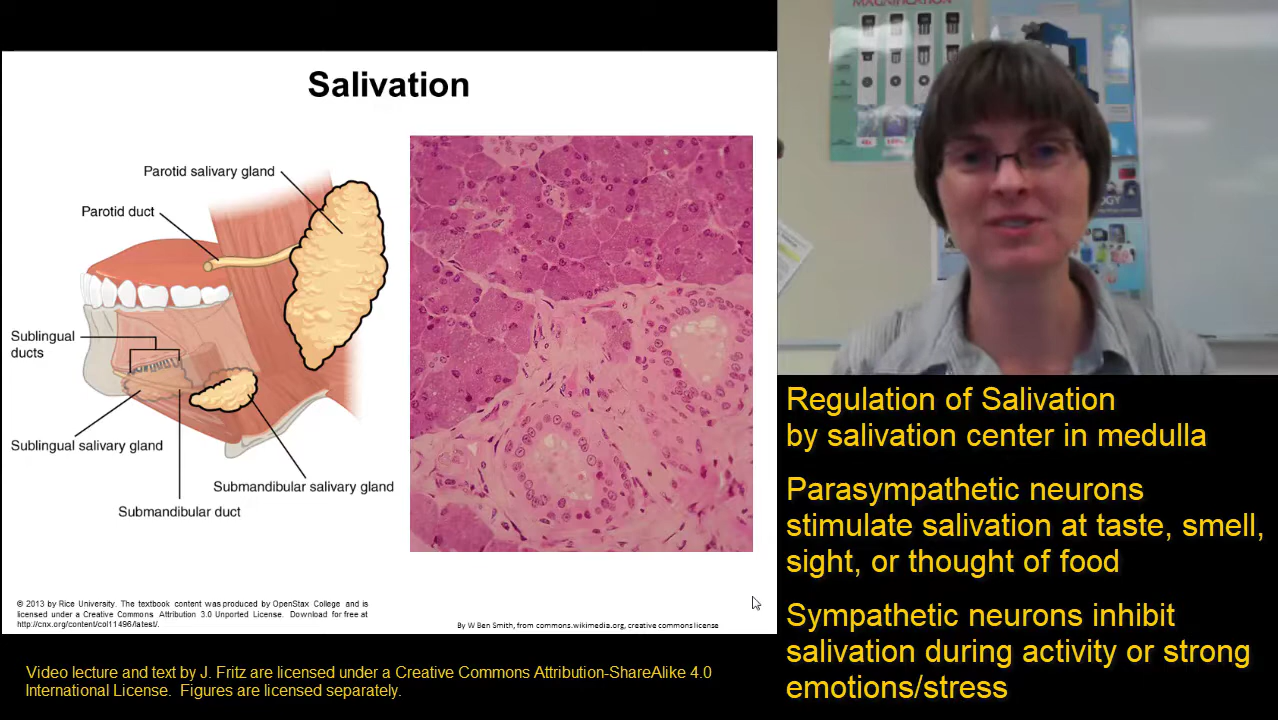 Salivation
Parotid salivary gland
Parotid duct
Sublingual
ducts
Sublingual salivary gland
Submandibular salivary gland
Submandibular duct
© 2013 by Rice University. The textbook content was produced by OpenStax College and is
licensed under a Creative Commons Attribution 3.0 Unported License. Download for free at
http://cnx.org/content/col11496/latest/.
By W Ben Smith, from commons.wikimedia.org, creative commons license
Video lecture and text by J. Fritz are licensed under a Creative Commons Attribution-ShareAlike 4.0
International License. Figures are licensed separately.
MAGNIFICATION
Regulation of Salivation
by salivation center in medulla
Parasympathetic neurons
stimulate salivation at taste, smell,
sight, or thought of food
Sympathetic neurons inhibit
salivation during activity or strong
emotions/stress